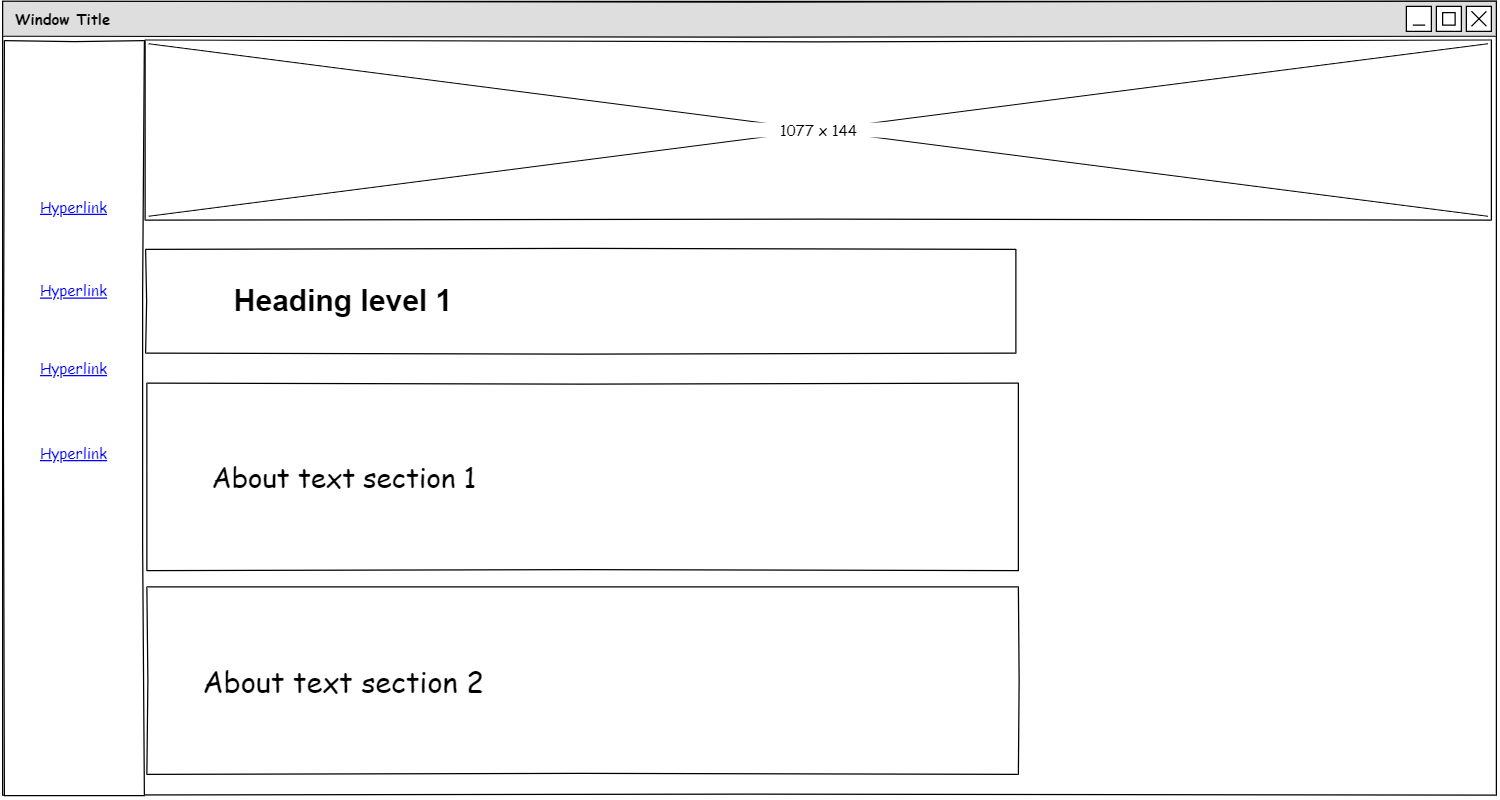 Window Title
1077 x 144
Hyperlink
Hyperlink
Hyperlink
Hyperlink
Heading level 1
About text section 1
About text section 2